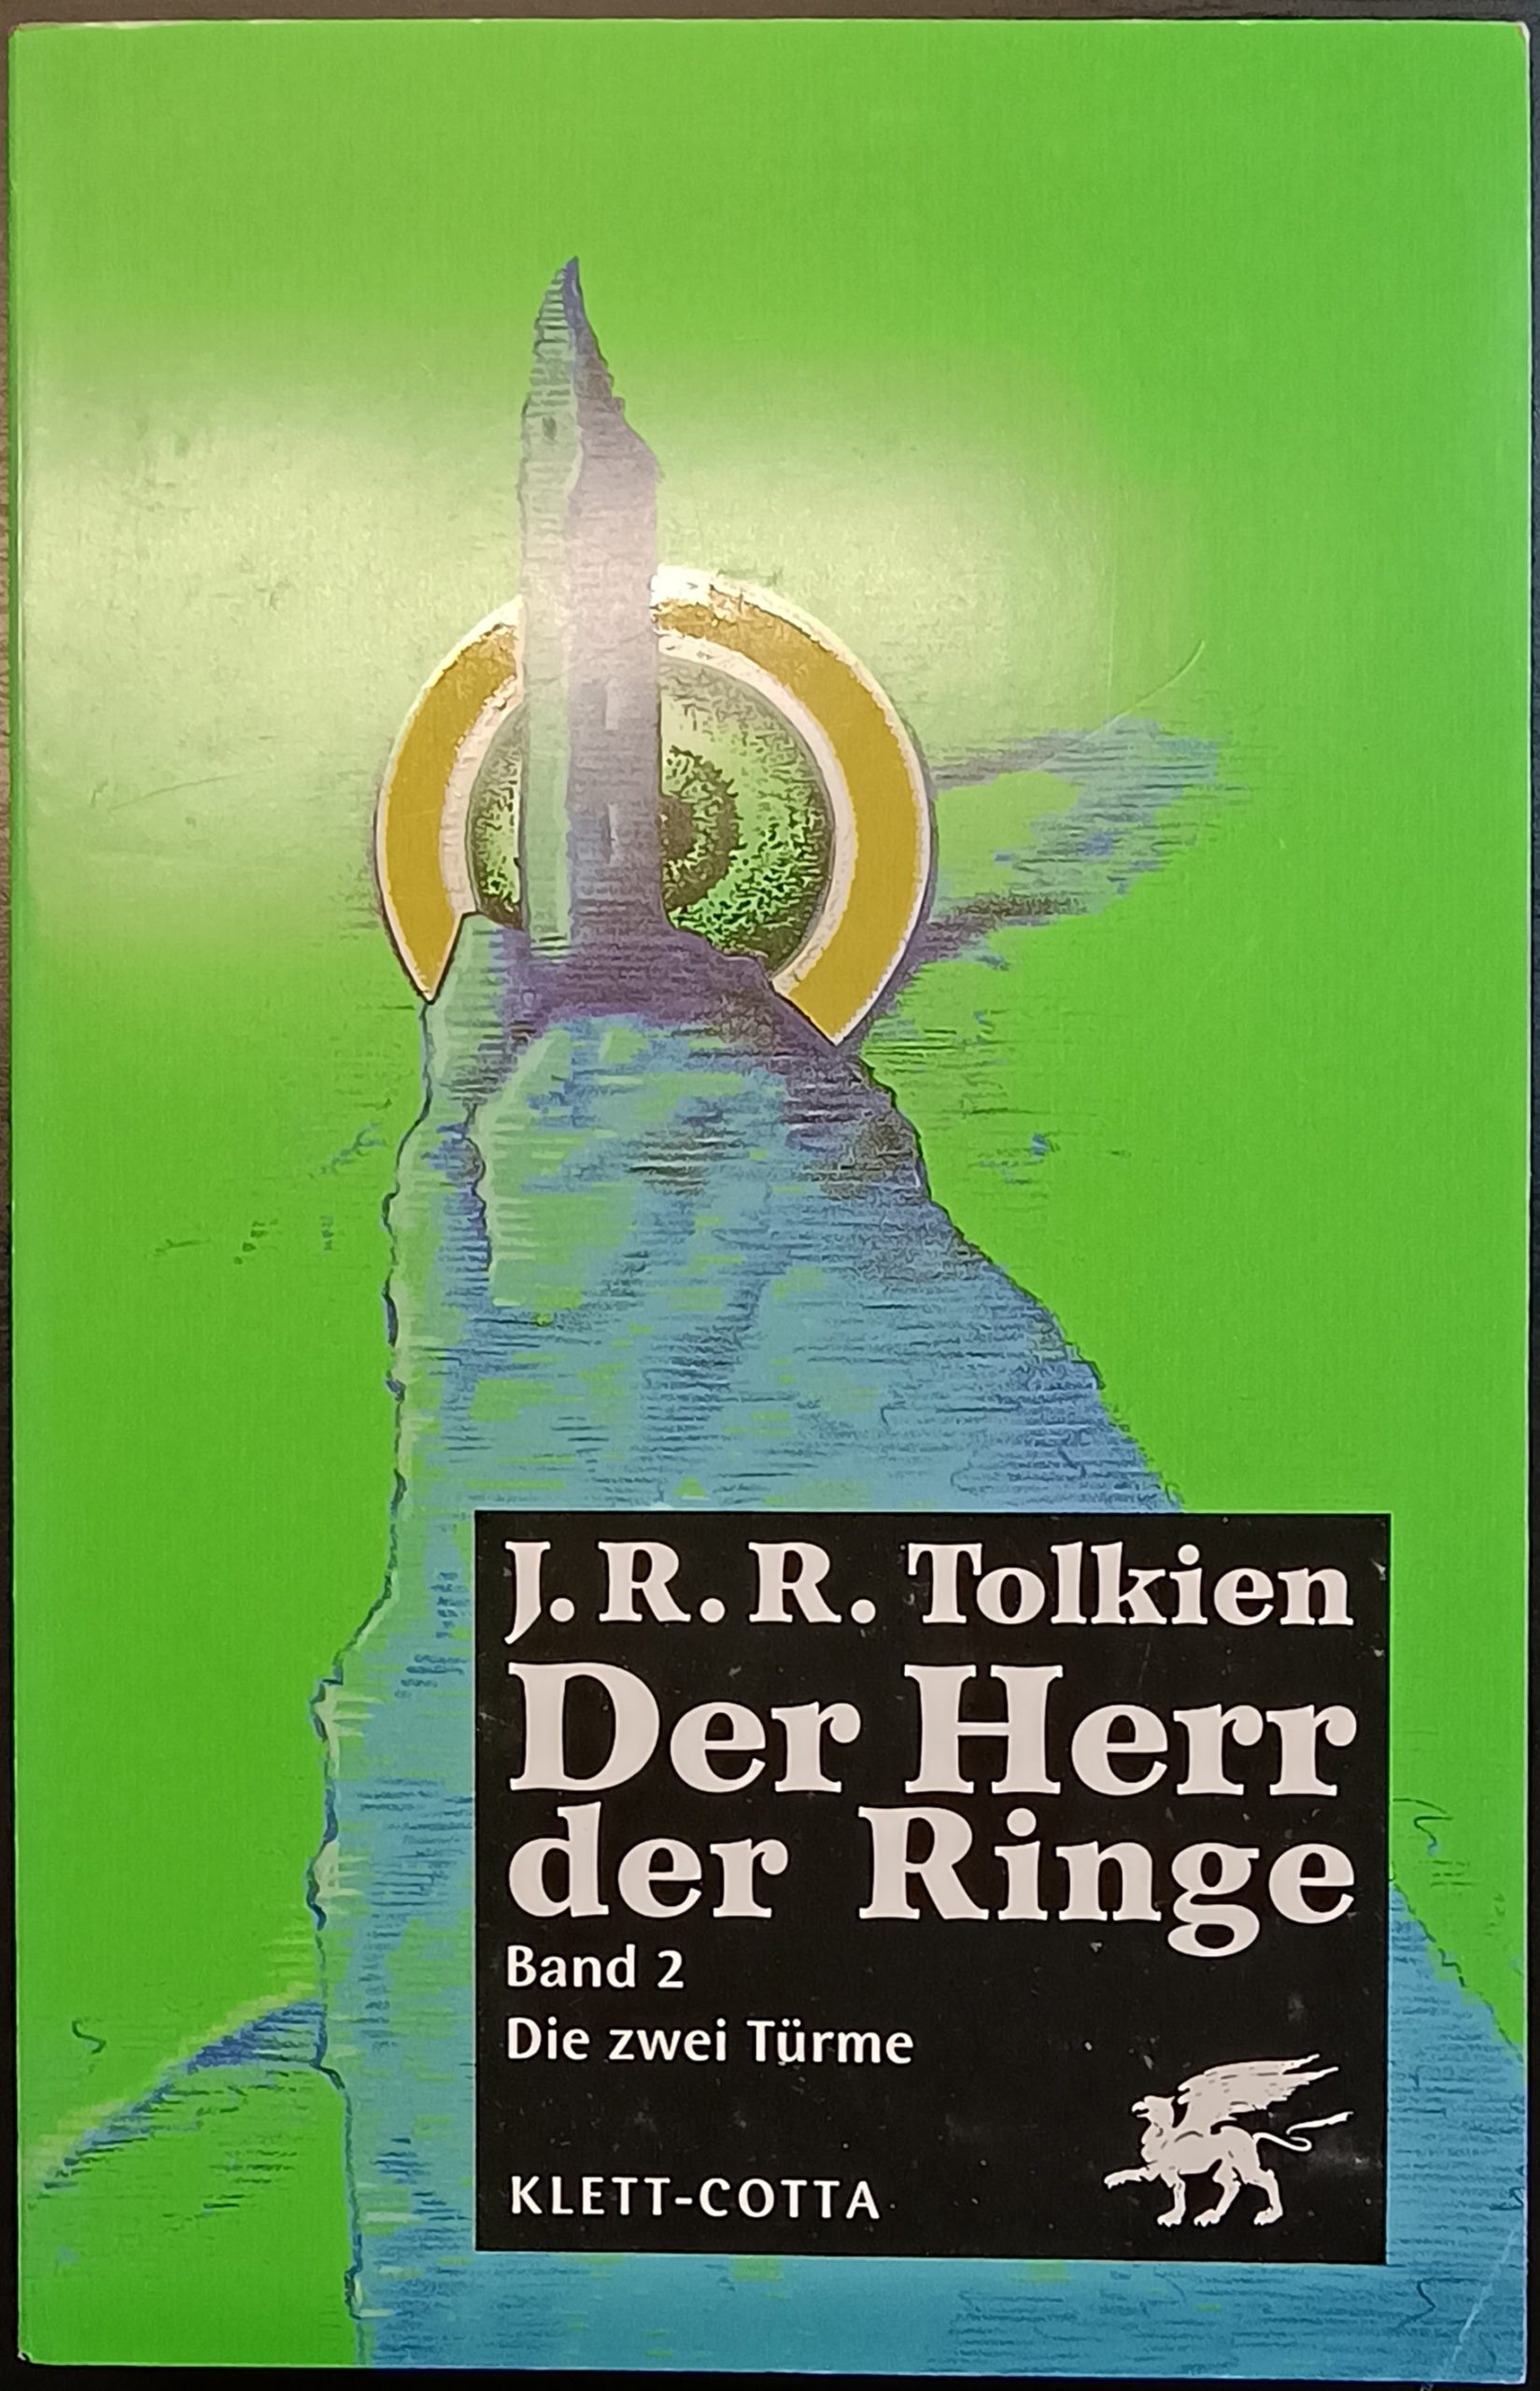 J. R. R. Tolkien
Der Herr
der Ringe
Band 2
Die zwei Türme
KLETT-COTTA